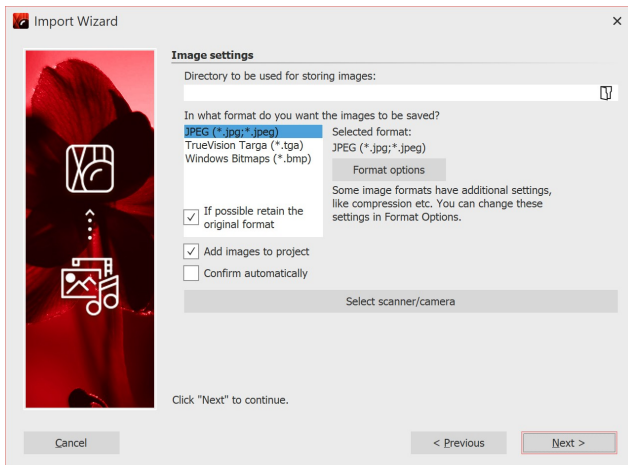 Import Wizard
Image settings
Directory to be used for storing images:
In what format do you want the images to be saved?
JPEG (*.jpg;*.jpeg)
TrueVision Targa (*.tga)
Windows Bitmaps (*.bmp)
If possible retain the
original format
Selected format:
JPEG (*.jpg;*.jpeg)
Format options
Some image formats have additional settings,
like compression etc. You can change these
settings in Format Options.
Add images to project
Confirm automatically
Select scanner/camera
Click "Next" to continue.
Cancel
< Previous
Next >